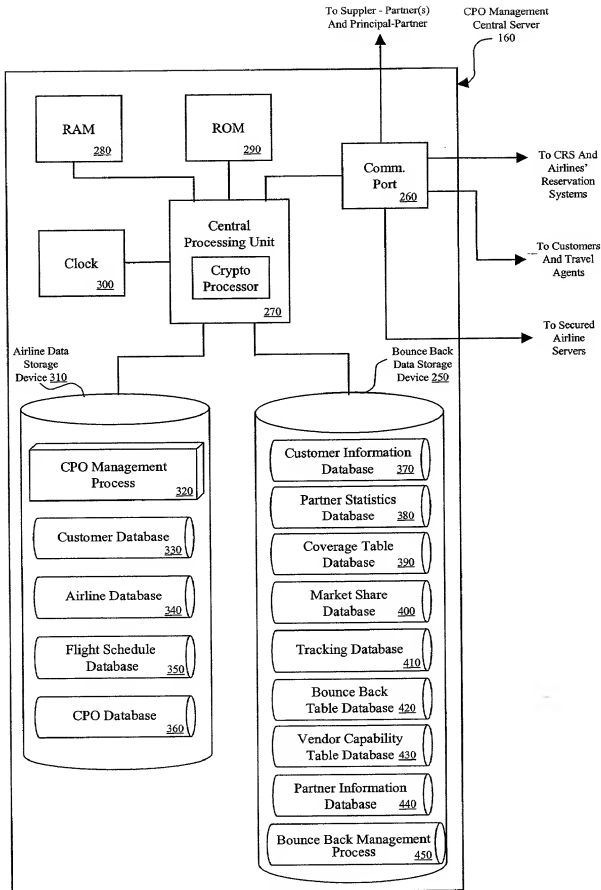 To Suppler - Partner(s)
And Principal-Partner
CPO Management
Central Server
160
RAM
280
ROM
290
Comm.
Port
260
To CRS And
Airlines'
Reservation
Systems
Central
Processing Unit
Crypto
Processor
270
Clock
300
To Customers
And Travel
Agents
To Secured
Airline
Servers
Airline Data
Storage
Device 310
Bounce Back
Data Storage
Device 250
CPO Management
Process
320
Customer Database
330
Airline Database
340
Flight Schedule
Database
350
CPO Database
360
Customer Information
Database 370
Partner Statistics
Database 380
Coverage Table
Database 390
Market Share
Database 400
Tracking Database
410
Bounce Back
Table Database 420
Vendor Capability
Table Database 430
Partner Information
Database 440
Bounce Back Management
Process 450